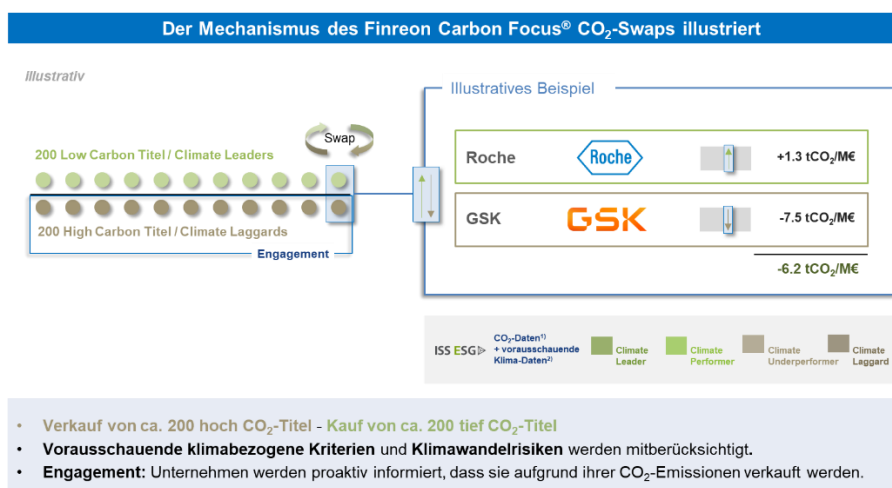 Der Mechanismus des Finreon Carbon Focus® CO₂-Swaps illustriert
Illustrativ
Swap
200 Low Carbon Titel / Climate Leaders
200 High Carbon Titel / Climate Laggards
Engagement
Illustratives Beispiel
Roche
Roche
+1.3 tCO₂/M€
GSK
GSK
-7.5 tCO₂/M€
-6.2 tCO₂/M€
ISS ESG
CO₂-Daten¹⁾
+ vorausschauende
Klima-Daten²⁾
Climate
Leader
Climate
Performer
Climate
Underperformer
Climate
Laggard
• Verkauf von ca. 200 hoch CO₂-Titel - Kauf von ca. 200 tief CO₂-Titel
• Vorausschauende klimabezogene Kriterien und Klimawandelrisiken werden mitberücksichtigt.
• Engagement: Unternehmen werden proaktiv informiert, dass sie aufgrund ihrer CO₂-Emissionen verkauft werden.